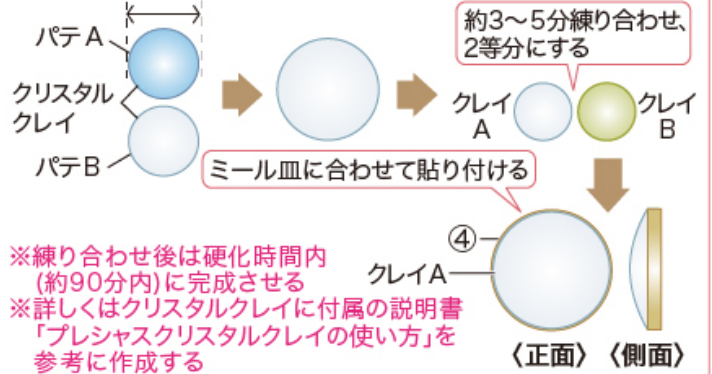 パテA
クリスタル
クレイ
パテB
約3〜5分練り合わせ、
2等分にする
クレイ
A
クレイ
B
ミール皿に合わせて貼り付ける
④
クレイA
〈正面〉
〈側面〉
※練り合わせ後は硬化時間内
(約90分内)に完成させる
※詳しくはクリスタルクレイに付属の説明書
「プレシャスクリスタルクレイの使い方」を
参考に作成する